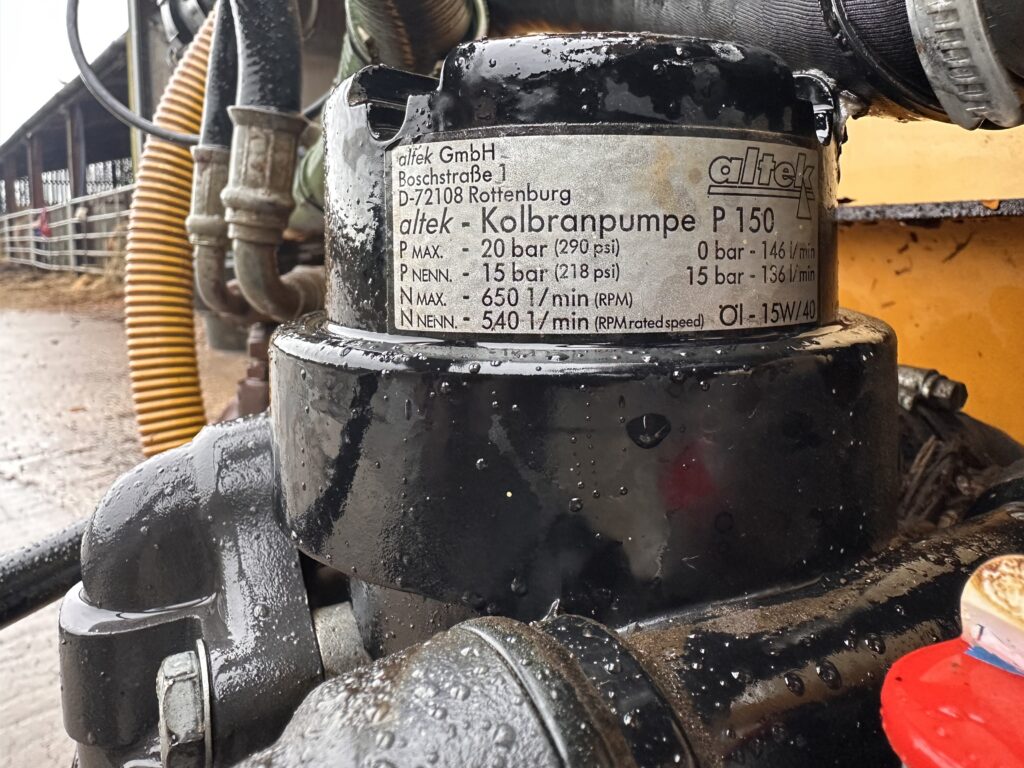 altek GmbH
Boschstraße 1
D-72108 Rottenburg
altek
altek - Kolbranpumpe P 150
P MAX. - 20 bar (290 psi) 0 bar - 146 l/min
P NENN. - 15 bar (218 psi) 15 bar - 136 l/min
N MAX. - 650 1/min (RPM)
N NENN. - 540 1/min (RPM rated speed) Öl - 15W/40